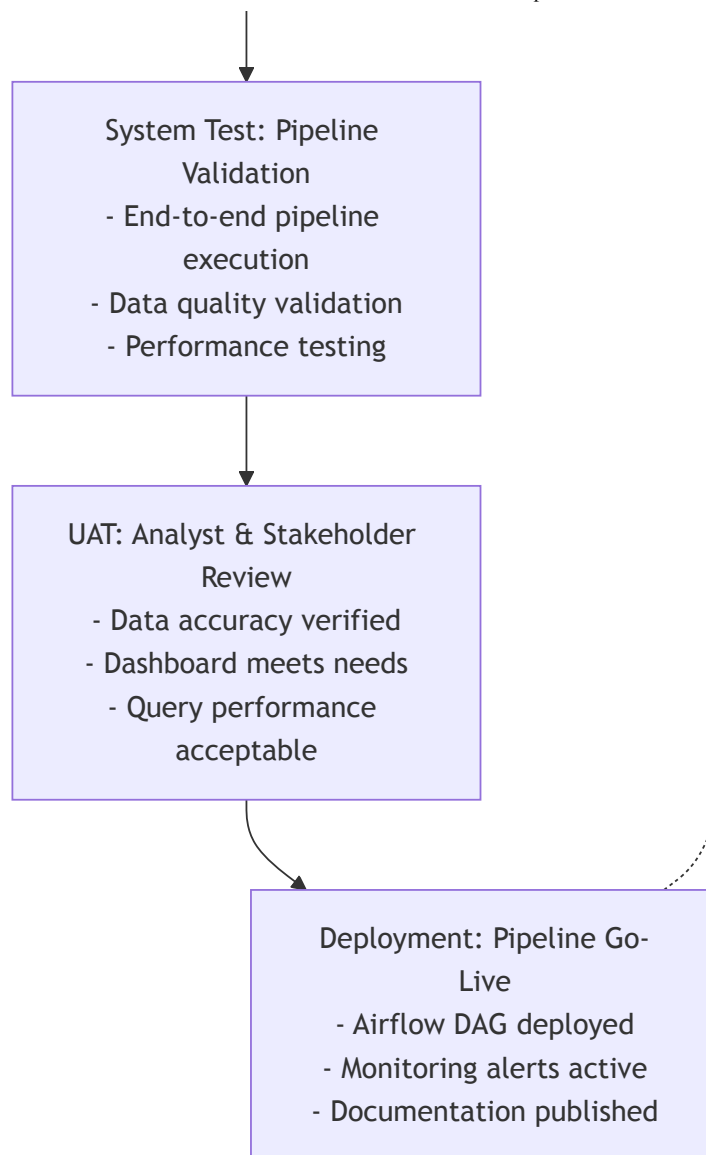 System Test: Pipeline
Validation
- End-to-end pipeline
execution
- Data quality validation
- Performance testing
UAT: Analyst & Stakeholder
Review
- Data accuracy verified
- Dashboard meets needs
- Query performance
acceptable
Deployment: Pipeline Go-
Live
- Airflow DAG deployed
- Monitoring alerts active
- Documentation published